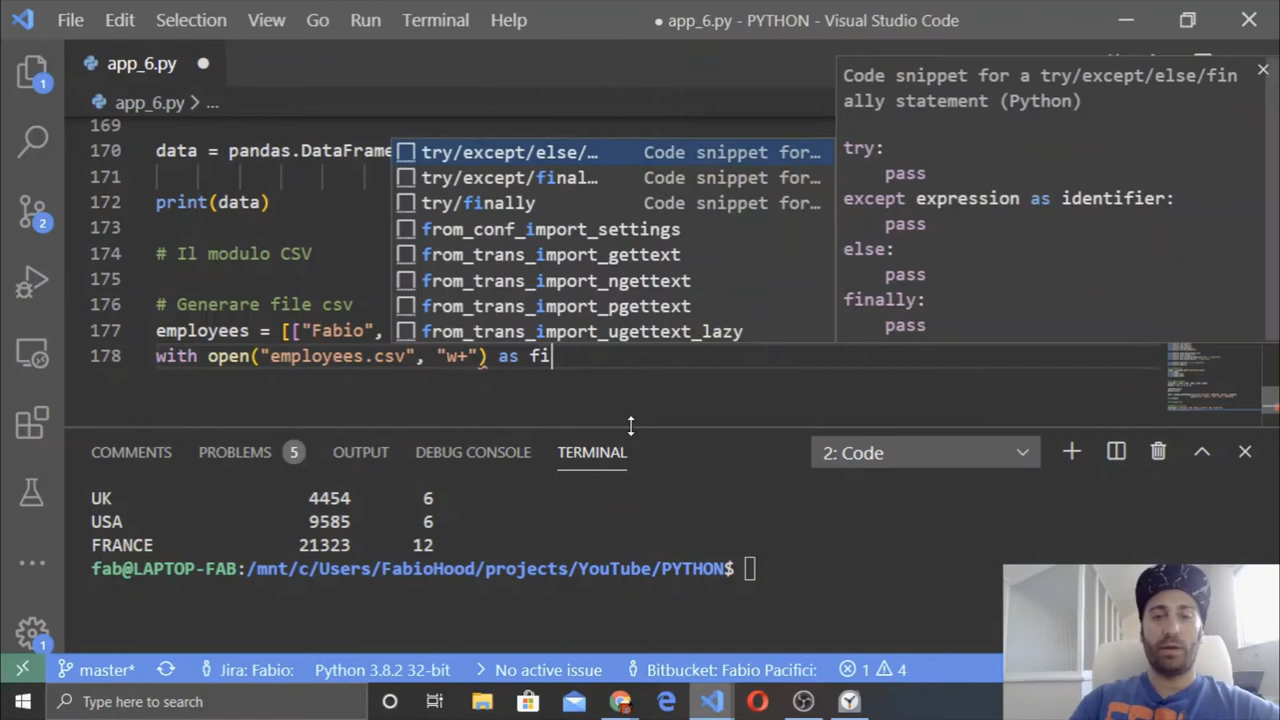 File Edit Selection View Go Run Terminal Help ● app_6.py - PYTHON - Visual Studio Code
app_6.py
app_6.py > ...
1
2
1
169
170 data = pandas.DataFrame
171
172 print(data)
173
174 # Il modulo CSV
175
176 # Generare file csv
177 employees = [["Fabio",
178 with open("employees.csv", "w+") as fi
try/except/else/… Code snippet for…
try/except/final… Code snippet for…
try/finally Code snippet for…
from_conf_import_settings
from_trans_import_gettext
from_trans_import_ngettext
from_trans_import_pgettext
from_trans_import_ugettext_lazy
Code snippet for a try/except/else/fin
ally statement (Python)
try:
pass
except expression as identifier:
pass
else:
pass
finally:
pass
COMMENTS PROBLEMS 5 OUTPUT DEBUG CONSOLE TERMINAL 2: Code
UK 4454 6
USA 9585 6
FRANCE 21323 12
fab@LAPTOP-FAB:/mnt/c/Users/FabioHood/projects/YouTube/PYTHON$
master* Jira: Fabio: Python 3.8.2 32-bit No active issue Bitbucket: Fabio Pacifici: 1 4
Type here to search